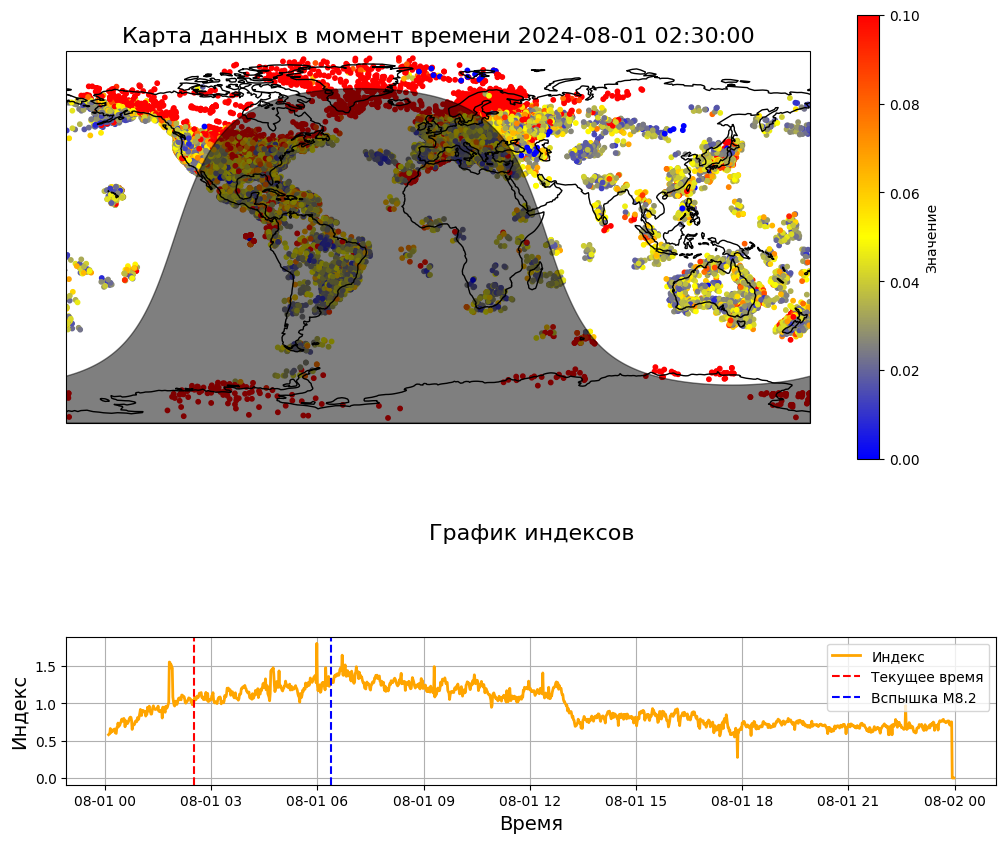 Карта данных в момент времени 2024-08-01 02:30:00
0.10
0.08
0.06
0.04
0.02
0.00
Значение
График индексов
Индекс
1.5
1.0
0.5
0.0
Индекс
Текущее время
Вспышка M8.2
08-01 00 08-01 03 08-01 06 08-01 09 08-01 12 08-01 15 08-01 18 08-01 21 08-02 00
Время